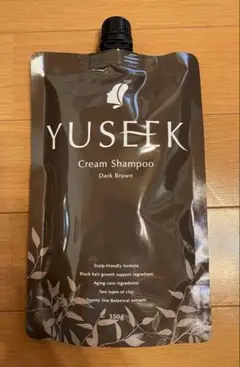 YUSEEK
Cream Shampoo
Dark Brown
Scalp-friendly formula
Black hair growth support ingredient
Aging care ingredients
Two types of clay
Twenty five Botanical extracts
350g